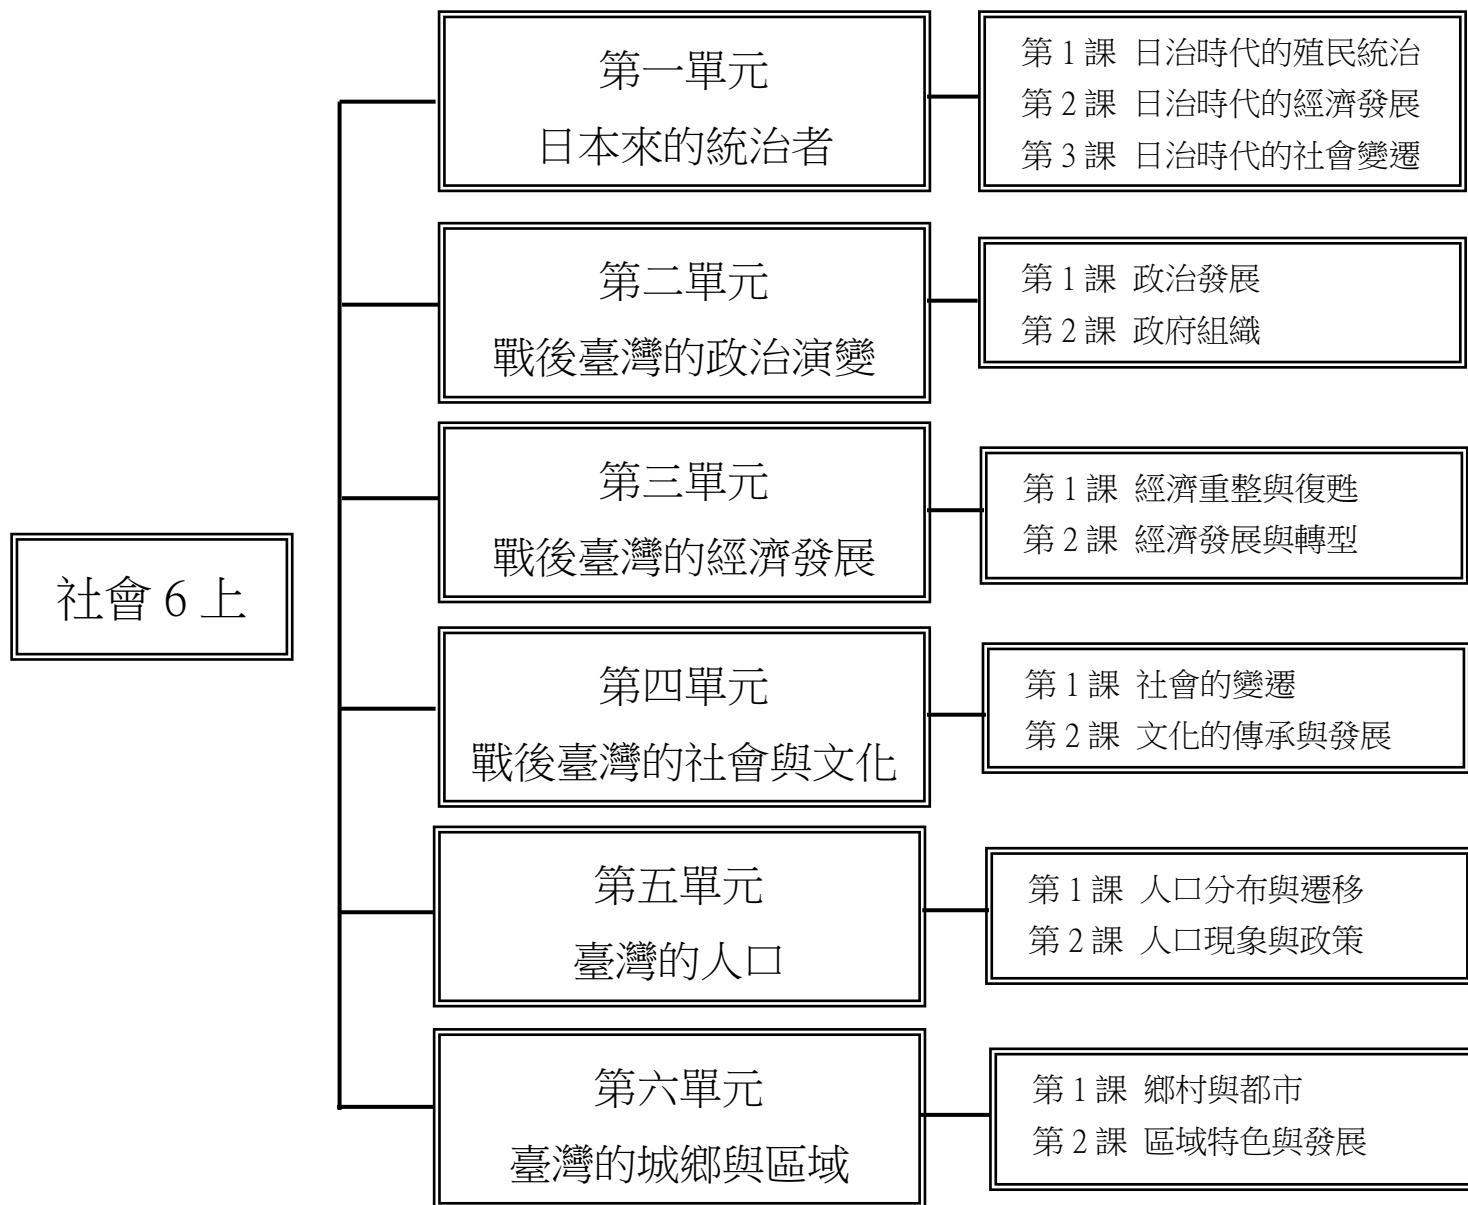 社會 6 上
第一單元
日本來的統治者
第 1 課 日治時代的殖民統治
第 2 課 日治時代的經濟發展
第 3 課 日治時代的社會變遷
第二單元
戰後臺灣的政治演變
第 1 課 政治發展
第 2 課 政府組織
第三單元
戰後臺灣的經濟發展
第 1 課 經濟重整與復甦
第 2 課 經濟發展與轉型
第四單元
戰後臺灣的社會與文化
第 1 課 社會的變遷
第 2 課 文化的傳承與發展
第五單元
臺灣的人口
第 1 課 人口分布與遷移
第 2 課 人口現象與政策
第六單元
臺灣的城鄉與區域
第 1 課 鄉村與都市
第 2 課 區域特色與發展